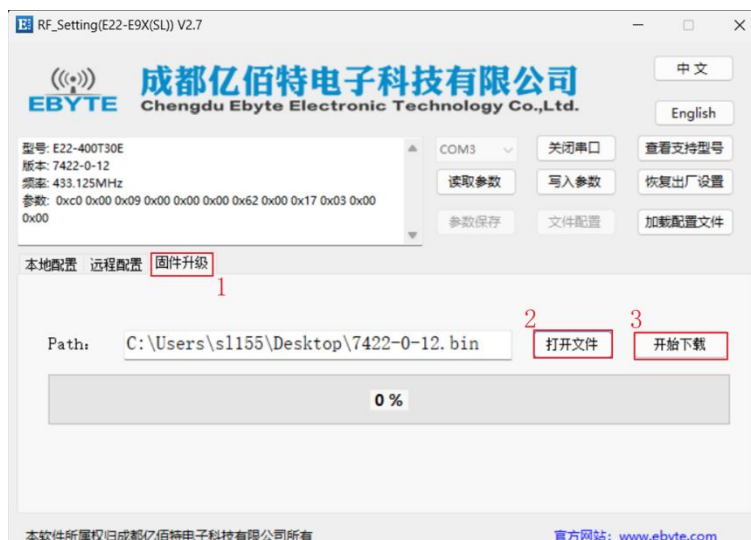 RF_Setting(E22-E9X(SL)) V2.7
EBYTE
成都亿佰特电子科技有限公司
Chengdu Ebyte Electronic Technology Co.,Ltd.
中文
English
型号: E22-400T30E
版本: 7422-0-12
频率: 433.125MHz
参数: 0xc0 0x00 0x09 0x00 0x00 0x00 0x62 0x00 0x17 0x03 0x00
0x00
COM3 关闭串口 查看支持型号
读取参数 写入参数 恢复出厂设置
参数保存 文件配置 加载配置文件
本地配置 远程配置 固件升级
1
2 3
Path: C:\Users\sl155\Desktop\7422-0-12.bin 打开文件 开始下载
0 %
本软件所属权归成都亿佰特电子科技有限公司所有 官方网站: www.ebyte.com